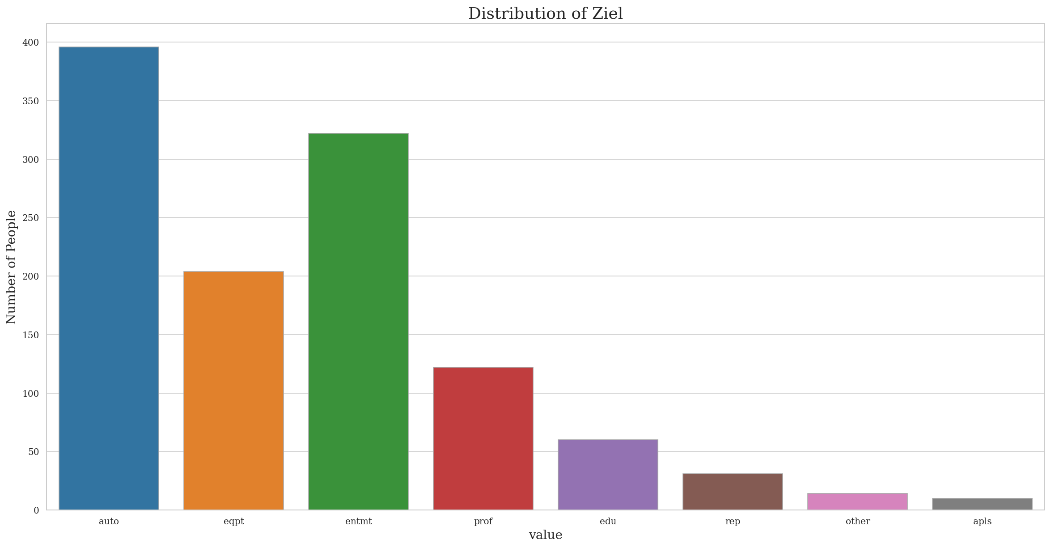 Distribution of Ziel
Number of People
400
350
300
250
200
150
100
50
0
auto eqpt entmt prof edu rep other apls
value